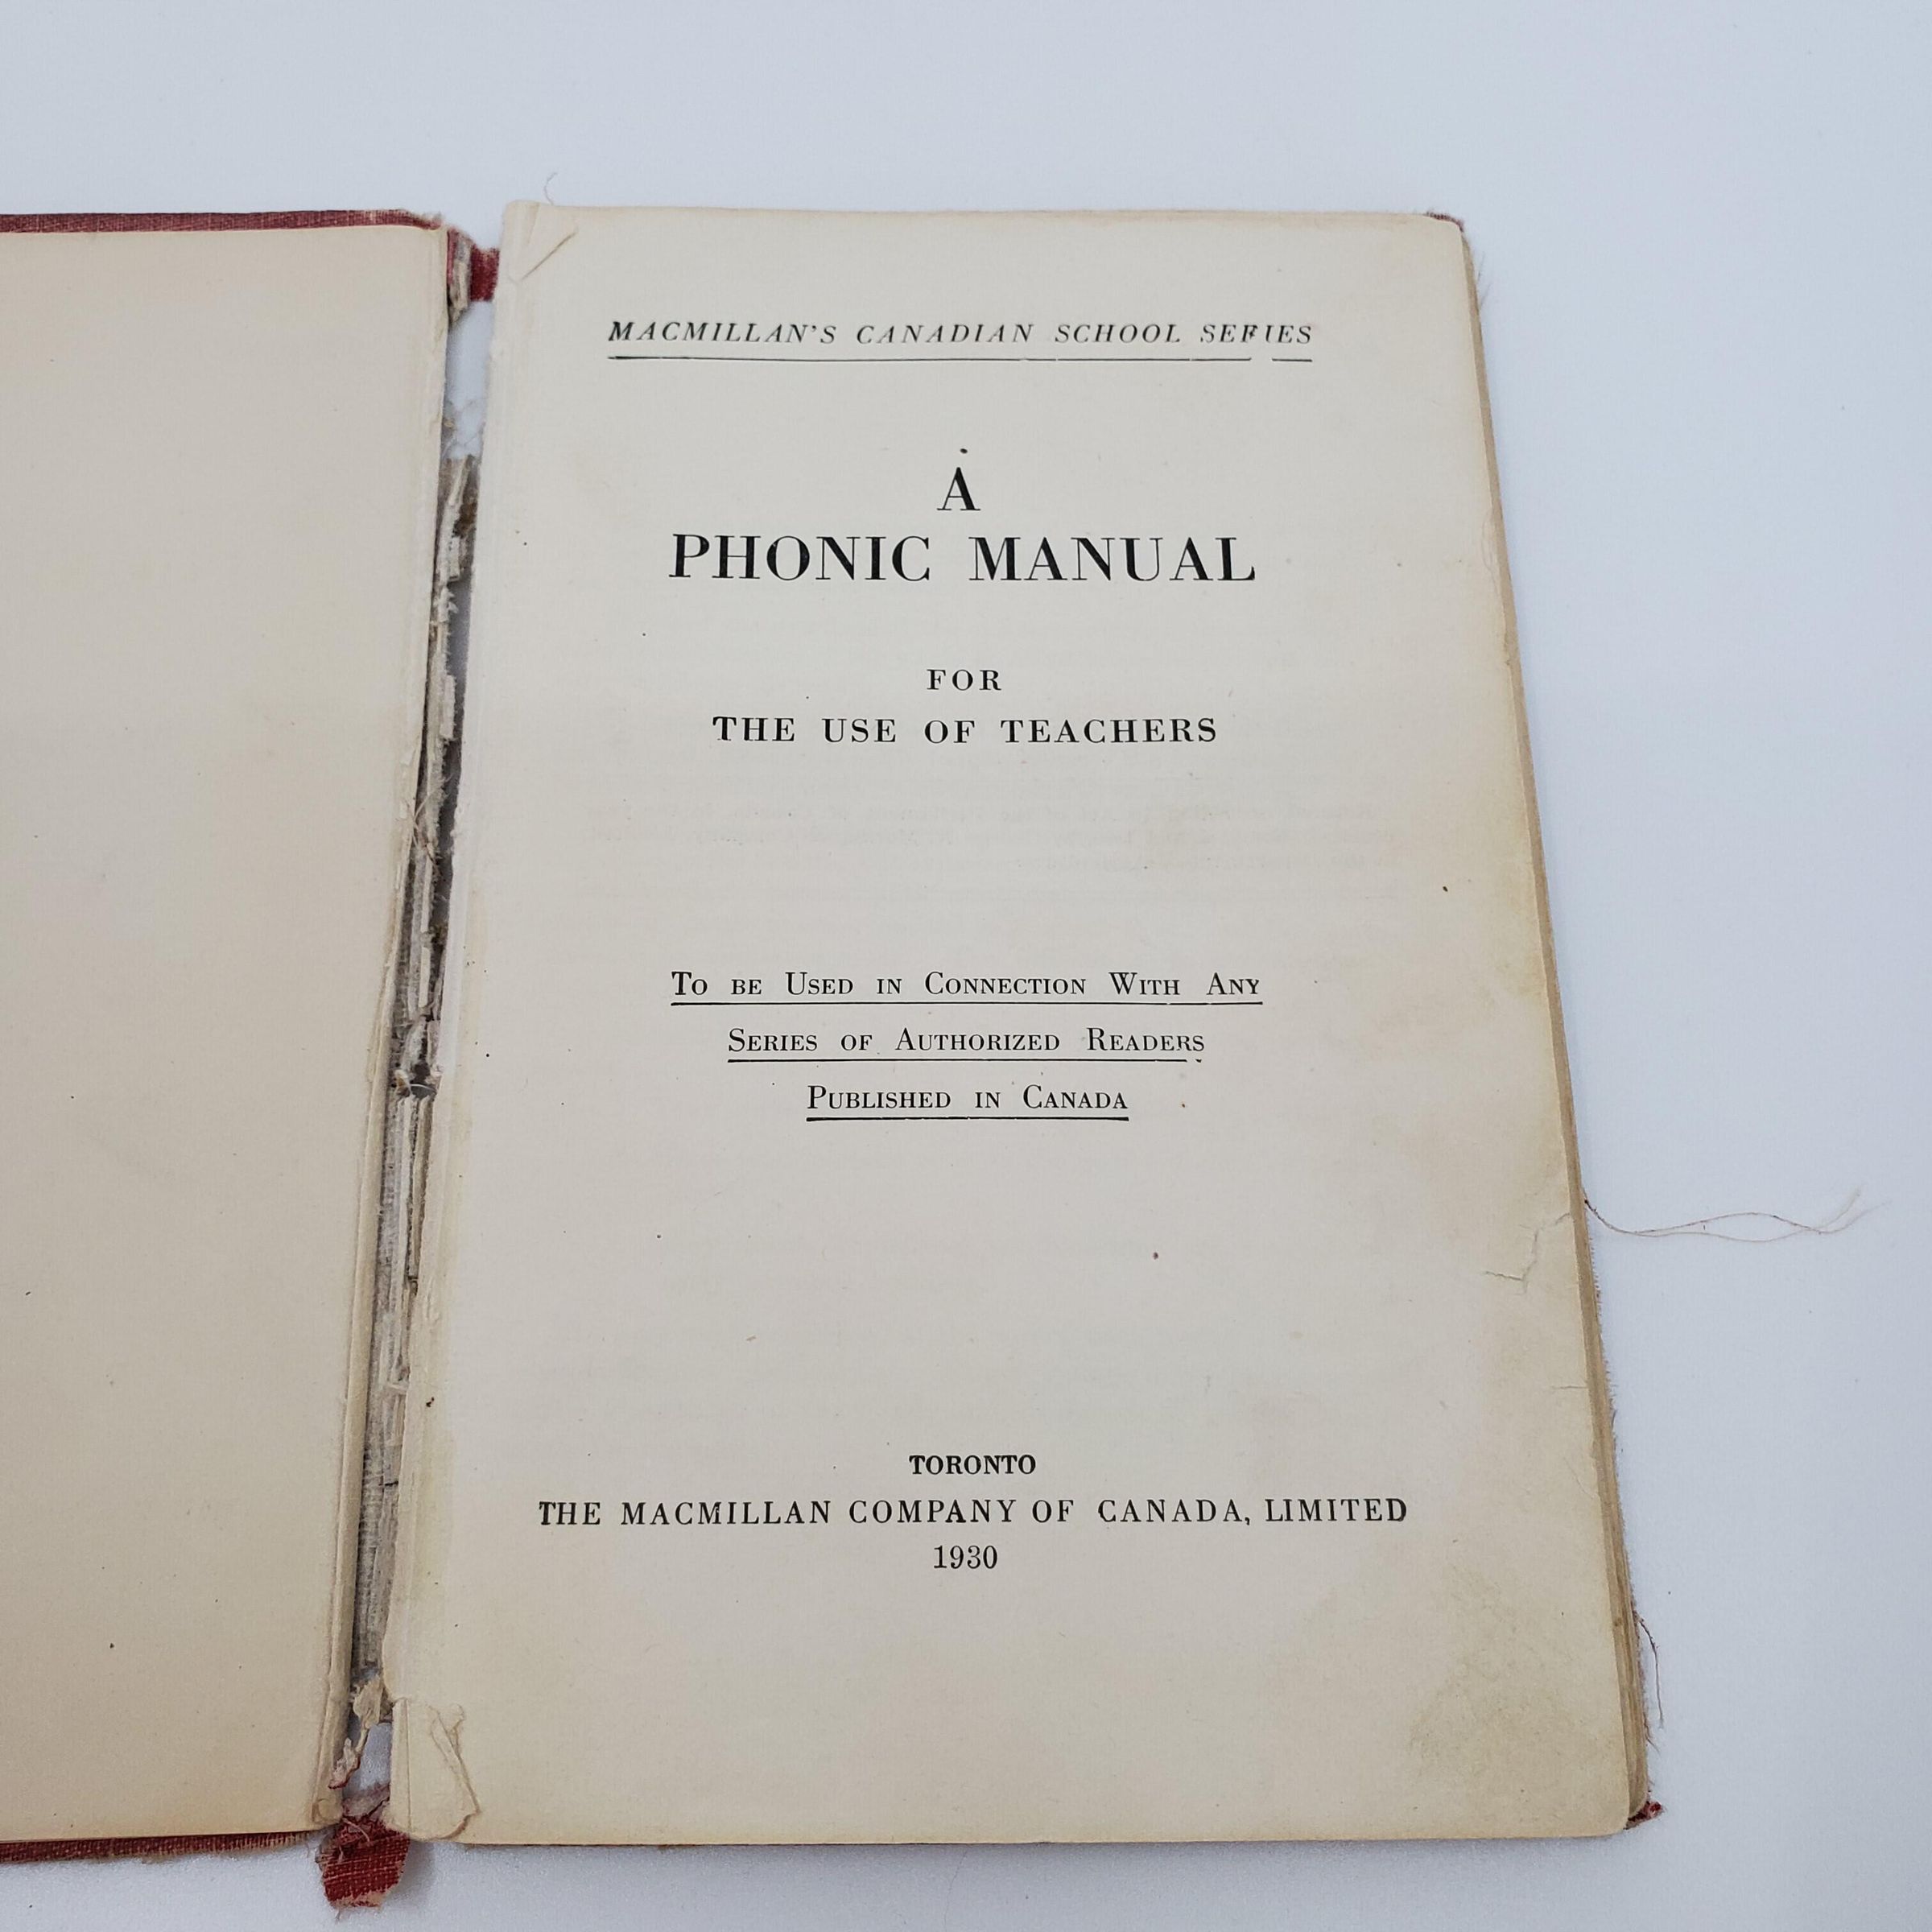 MACMILLAN'S CANADIAN SCHOOL SERIES
A
PHONIC MANUAL
FOR
THE USE OF TEACHERS
To be Used in Connection With Any
Series of Authorized Readers
Published in Canada
TORONTO
THE MACMILLAN COMPANY OF CANADA, LIMITED
1930